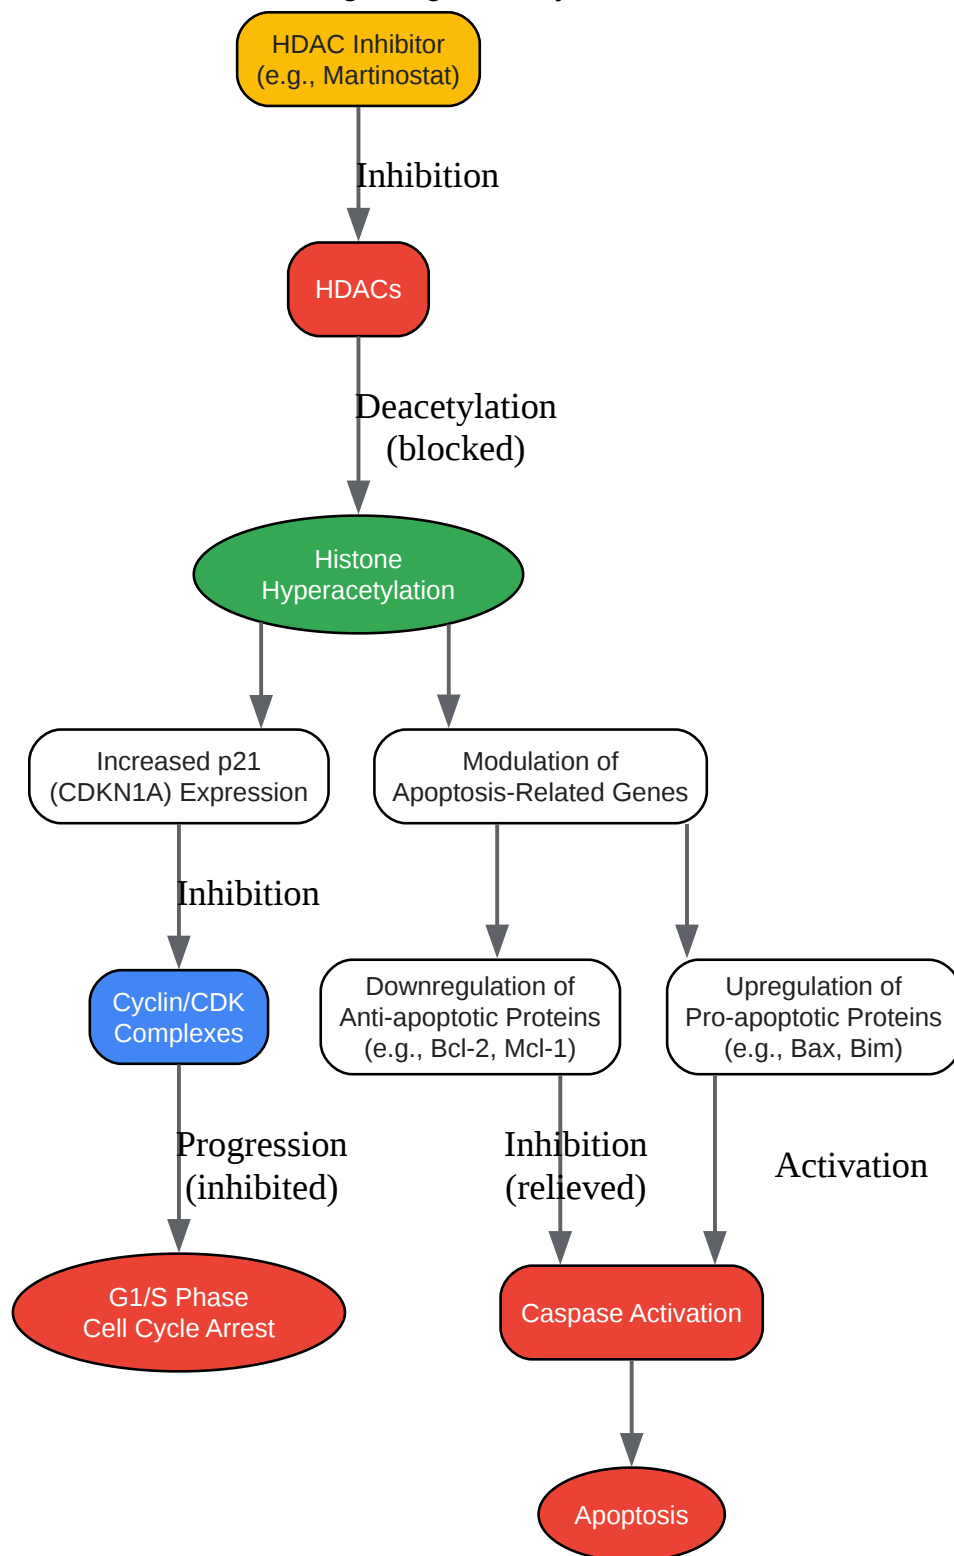 HDAC Inhibitor
(e.g., Martinostat)
Inhibition
HDACs
Deacetylation
(blocked)
Histone
Hyperacetylation
Increased p21
(CDKN1A) Expression
Modulation of
Apoptosis-Related Genes
Inhibition
Cyclin/CDK
Complexes
Downregulation of
Anti-apoptotic Proteins
(e.g., Bcl-2, Mcl-1)
Upregulation of
Pro-apoptotic Proteins
(e.g., Bax, Bim)
Progression
(inhibited)
Inhibition
(relieved)
Activation
G1/S Phase
Cell Cycle Arrest
Caspase Activation
Apoptosis